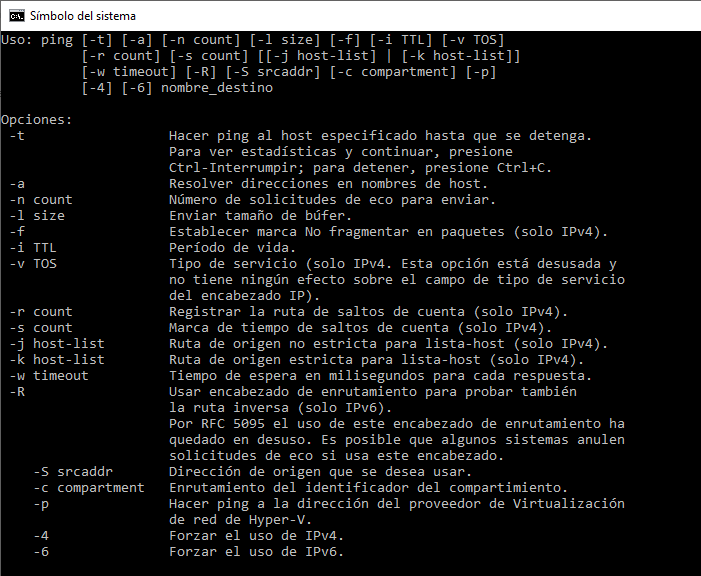 Símbolo del sistema
Uso: ping [-t] [-a] [-n count] [-l size] [-f] [-i TTL] [-v TOS]
[-r count] [-s count] [[-j host-list] | [-k host-list]]
[-w timeout] [-R] [-S srcaddr] [-c compartment] [-p]
[-4] [-6] nombre_destino
Opciones:
-t Hacer ping al host especificado hasta que se detenga.
Para ver estadísticas y continuar, presione
Ctrl-Interrumpir; para detener, presione Ctrl+C.
-a Resolver direcciones en nombres de host.
-n count Número de solicitudes de eco para enviar.
-l size Enviar tamaño de búfer.
-f Establecer marca No fragmentar en paquetes (solo IPv4).
-i TTL Período de vida.
-v TOS Tipo de servicio (solo IPv4. Esta opción está desusada y
no tiene ningún efecto sobre el campo de tipo de servicio
del encabezado IP).
-r count Registrar la ruta de saltos de cuenta (solo IPv4).
-s count Marca de tiempo de saltos de cuenta (solo IPv4).
-j host-list Ruta de origen no estricta para lista-host (solo IPv4).
-k host-list Ruta de origen estricta para lista-host (solo IPv4).
-w timeout Tiempo de espera en milisegundos para cada respuesta.
-R Usar encabezado de enrutamiento para probar también
la ruta inversa (solo IPv6).
Por RFC 5095 el uso de este encabezado de enrutamiento ha
quedado en desuso. Es posible que algunos sistemas anulen
solicitudes de eco si usa este encabezado.
-S srcaddr Dirección de origen que se desea usar.
-c compartment Enrutamiento del identificador del compartimiento.
-p Hacer ping a la dirección del proveedor de Virtualización
de red de Hyper-V.
-4 Forzar el uso de IPv4.
-6 Forzar el uso de IPv6.